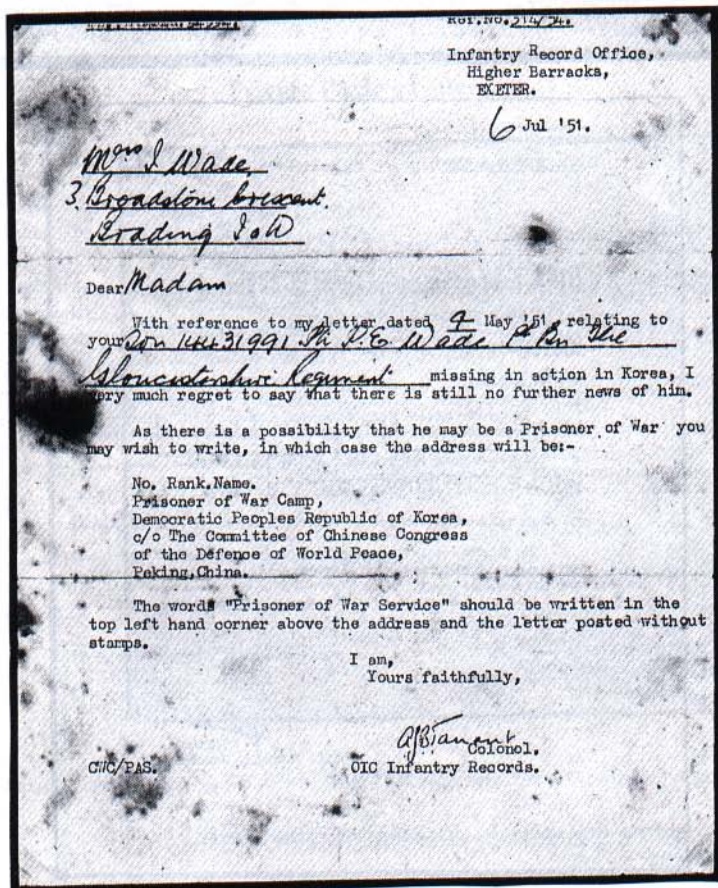 Ref.No.
Infantry Record Office,
Higher Barracks,
EXETER.
6 Jul '51.
Mrs I Wade
3. Broadstone Crescent.
Brading I o W
Dear Madam
With reference to my letter dated May '51, relating to
your Son 14431991 P.E. Wade 1st Bn The
Gloucestershire Regiment missing in action in Korea, I
very much regret to say that there is still no further news of him.
As there is a possibility that he may be a Prisoner of War you
may wish to write, in which case the address will be:-
No. Rank.Name.
Prisoner of War Camp,
Democratic Peoples Republic of Korea,
c/o The Committee of Chinese Congress
of the Defence of World Peace,
Peking,China.
The words "Prisoner of War Service" should be written in the
top left hand corner above the address and the letter posted without
stamps.
I am,
Yours faithfully,
Colonel.
CWC/PAS.
OIC Infantry Records.